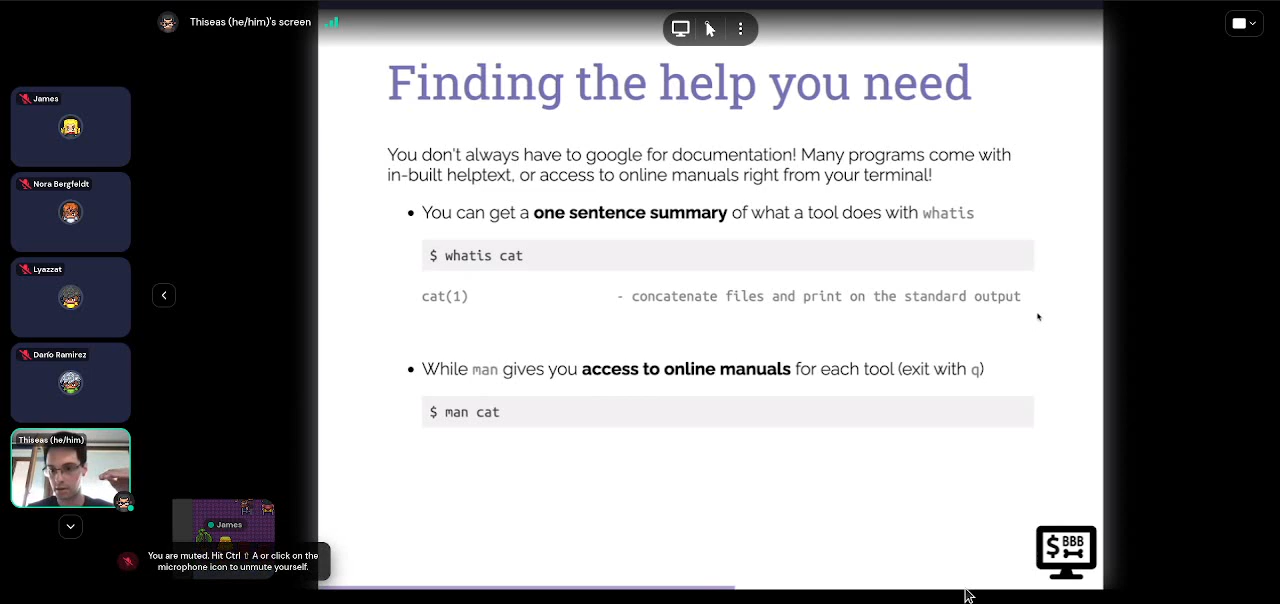 Thiseas (he/him)'s screen
James
Nora Bergfeldt
Lyazzat
Darío Ramirez
Thiseas (he/him)
James
You are muted. Hit Ctrl ⇧ A or click on the
microphone icon to unmute yourself.
Finding the help you need
You don't always have to google for documentation! Many programs come with
in-built helptext, or access to online manuals right from your terminal!
• You can get a one sentence summary of what a tool does with whatis
$ whatis cat
cat(1) - concatenate files and print on the standard output
• While man gives you access to online manuals for each tool (exit with q)
$ man cat
$ BBB